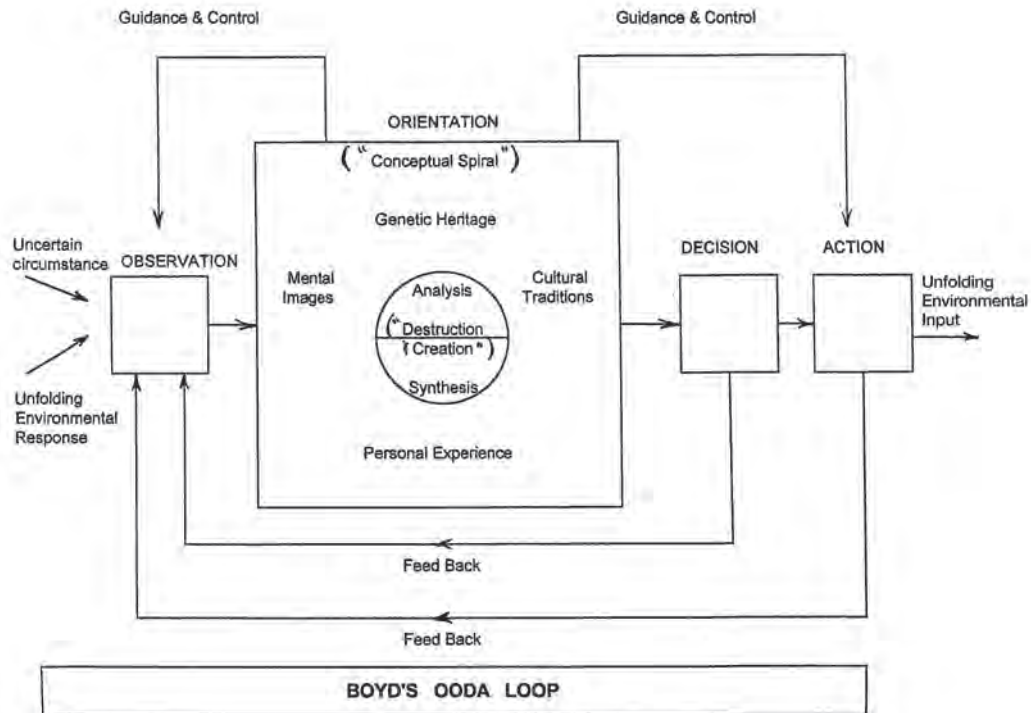 Guidance & Control
Guidance & Control
ORIENTATION
("Conceptual Spiral")
Genetic Heritage
Uncertain
circumstance
OBSERVATION
Mental
Images
Analysis
("Destruction
Creation")
Synthesis
Cultural
Traditions
DECISION
ACTION
Unfolding
Environmental
Input
Unfolding
Environmental
Response
Personal Experience
Feed Back
Feed Back
BOYD'S OODA LOOP